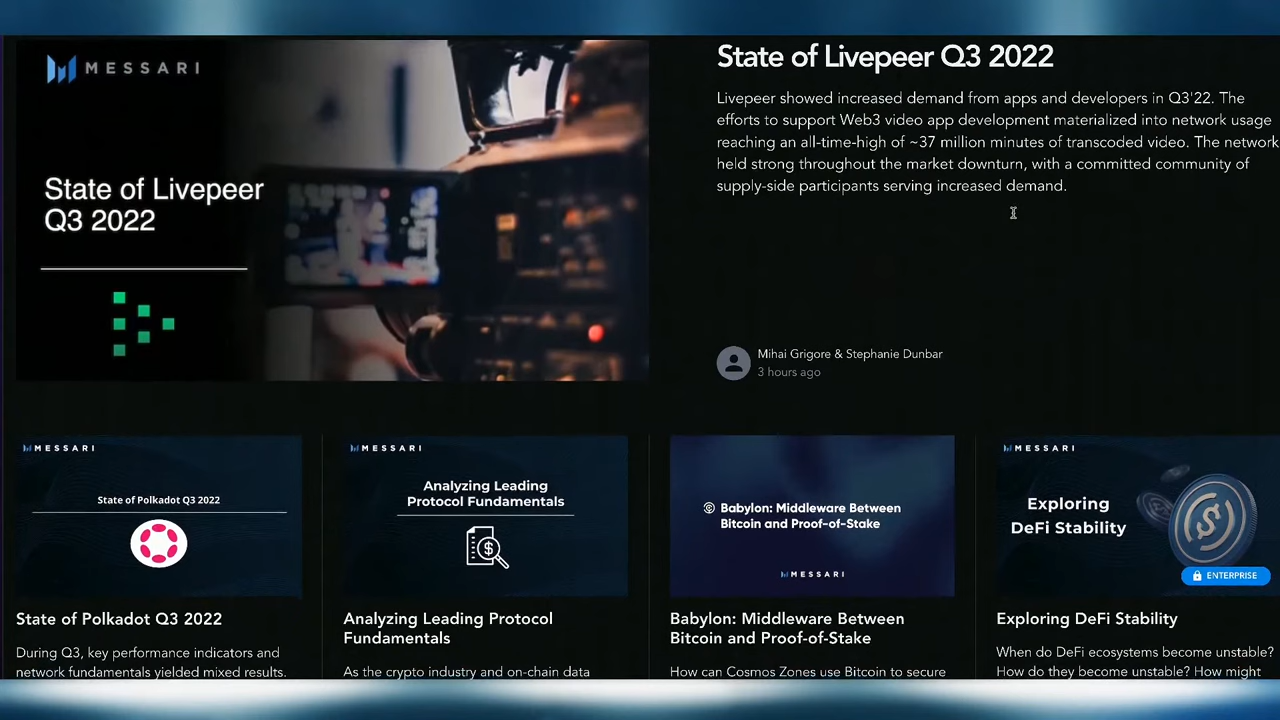 MESSARI
State of Livepeer
Q3 2022
State of Livepeer Q3 2022
Livepeer showed increased demand from apps and developers in Q3'22. The
efforts to support Web3 video app development materialized into network usage
reaching an all-time-high of ~37 million minutes of transcoded video. The network
held strong throughout the market downturn, with a committed community of
supply-side participants serving increased demand.
Mihai Grigore & Stephanie Dunbar
3 hours ago
MESSARI
State of Polkadot Q3 2022
State of Polkadot Q3 2022
During Q3, key performance indicators and
network fundamentals yielded mixed results.
MESSARI
Analyzing Leading
Protocol Fundamentals
Analyzing Leading Protocol
Fundamentals
As the crypto industry and on-chain data
Babylon: Middleware Between
Bitcoin and Proof-of-Stake
MESSARI
Babylon: Middleware Between
Bitcoin and Proof-of-Stake
How can Cosmos Zones use Bitcoin to secure
MESSARI
Exploring
DeFi Stability
ENTERPRISE
Exploring DeFi Stability
When do DeFi ecosystems become unstable?
How do they become unstable? How might